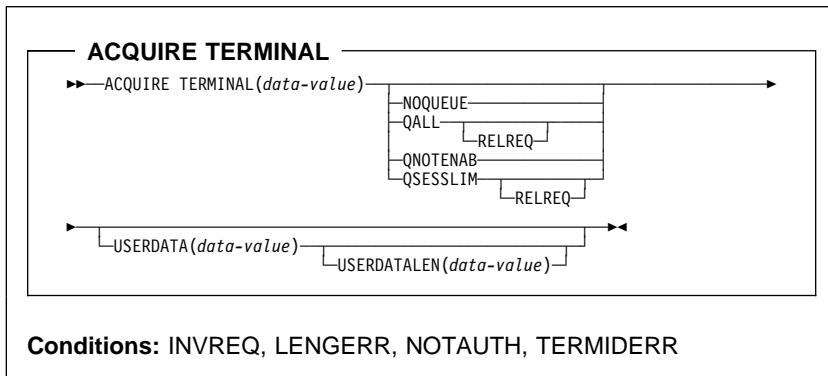 ACQUIRE TERMINAL
ACQUIRE TERMINAL(data-value)
NOQUEUE
QALL
RELREQ
QNOTENAB
QSESSLIM
RELREQ
USERDATA(data-value)
USERDATALEN(data-value)
Conditions: INVREQ, LENGERR, NOTAUTH, TERMIDERR